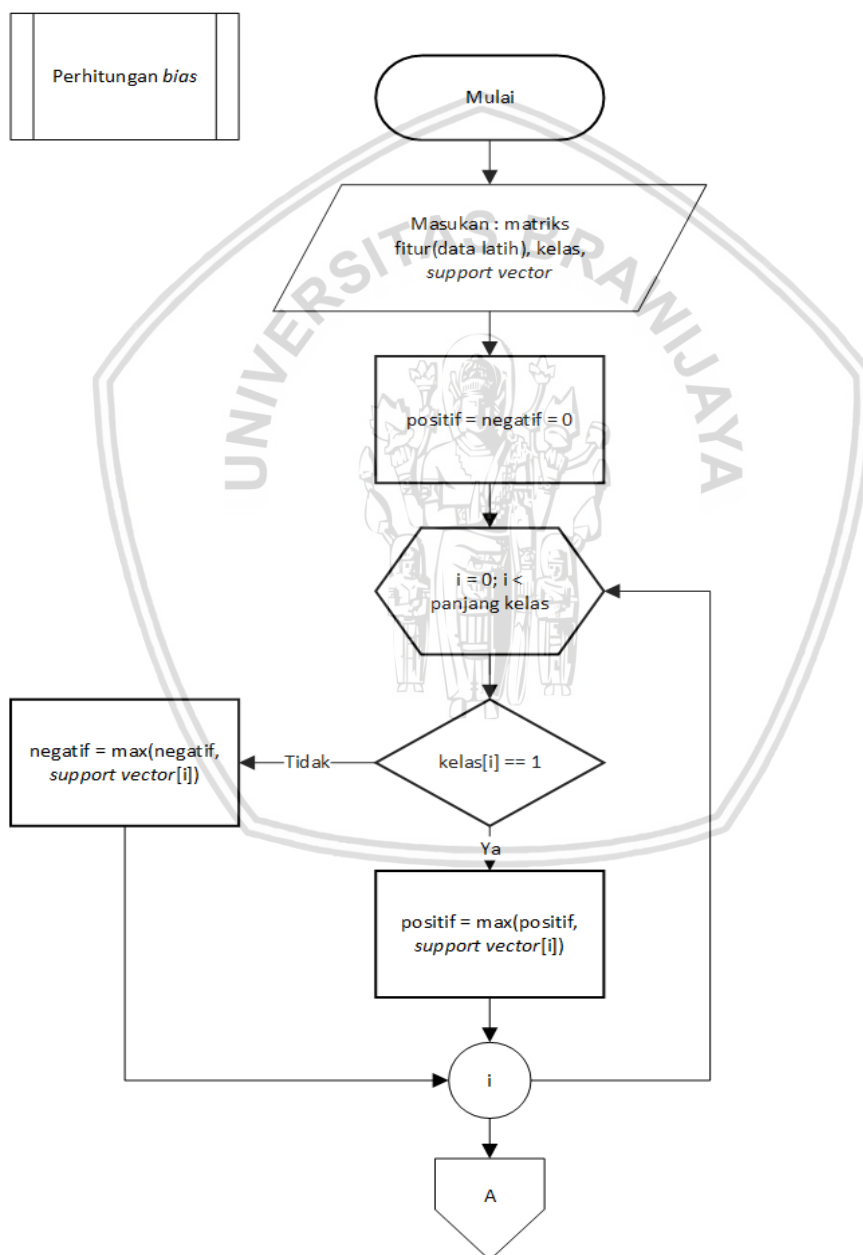 Perhitungan bias
Mulai
UNIVERSITAS BRAWIJAYA
Masukan : matriks
fitur(data latih), kelas,
support vector
positif = negatif = 0
i = 0; i <
panjang kelas
kelas[i] == 1
Tidak
negatif = max(negatif,
support vector[i])
Ya
positif = max(positif,
support vector[i])
i
A